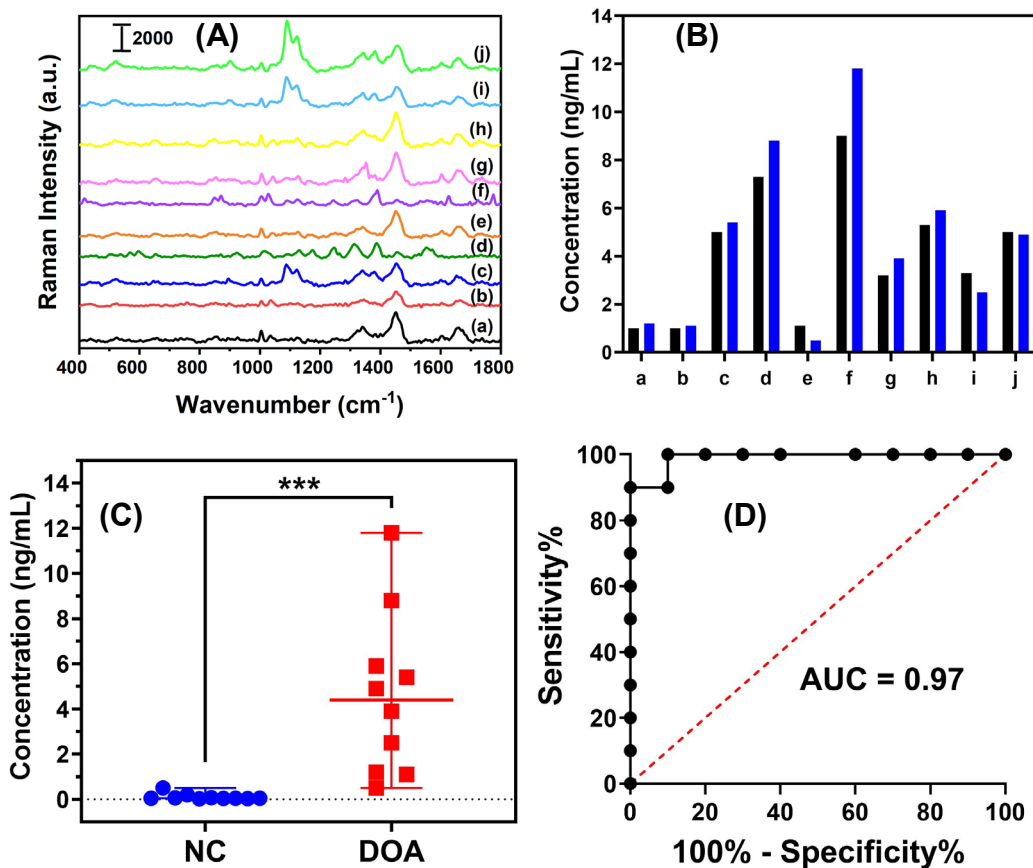 (A)
2000
Raman Intensity (a.u.)
(j)
(i)
(h)
(g)
(f)
(e)
(d)
(c)
(b)
(a)
400 600 800 1000 1200 1400 1600 1800
Wavenumber (cm⁻¹)
(B)
Concentration (ng/mL)
14
12
10
8
6
4
2
0
a b c d e f g h i j
(C)
Concentration (ng/mL)
14
12
10
8
6
4
2
0
***
NC DOA
(D)
Sensitivity%
100
80
60
40
20
0
AUC = 0.97
0 20 40 60 80 100
100% - Specificity%